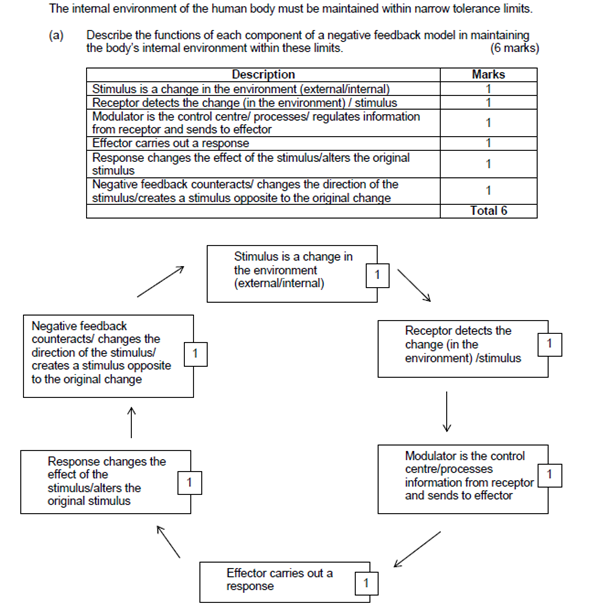 The internal environment of the human body must be maintained within narrow tolerance limits.
(a) Describe the functions of each component of a negative feedback model in maintaining
the body's internal environment within these limits. (6 marks)
Description Marks
Stimulus is a change in the environment (external/internal) 1
Receptor detects the change (in the environment) / stimulus 1
Modulator is the control centre/ processes/ regulates information
from receptor and sends to effector 1
Effector carries out a response 1
Response changes the effect of the stimulus/alters the original
stimulus 1
Negative feedback counteracts/ changes the direction of the
stimulus/creates a stimulus opposite to the original change 1
Total 6
Stimulus is a change in
the environment
(external/internal)
1
Receptor detects the
change (in the
environment) /stimulus
1
Modulator is the control
centre/processes
information from receptor
and sends to effector
1
Effector carries out a
response
1
Response changes the
effect of the
stimulus/alters the
original stimulus
1
Negative feedback
counteracts/ changes the
direction of the stimulus/
creates a stimulus opposite
to the original change
1